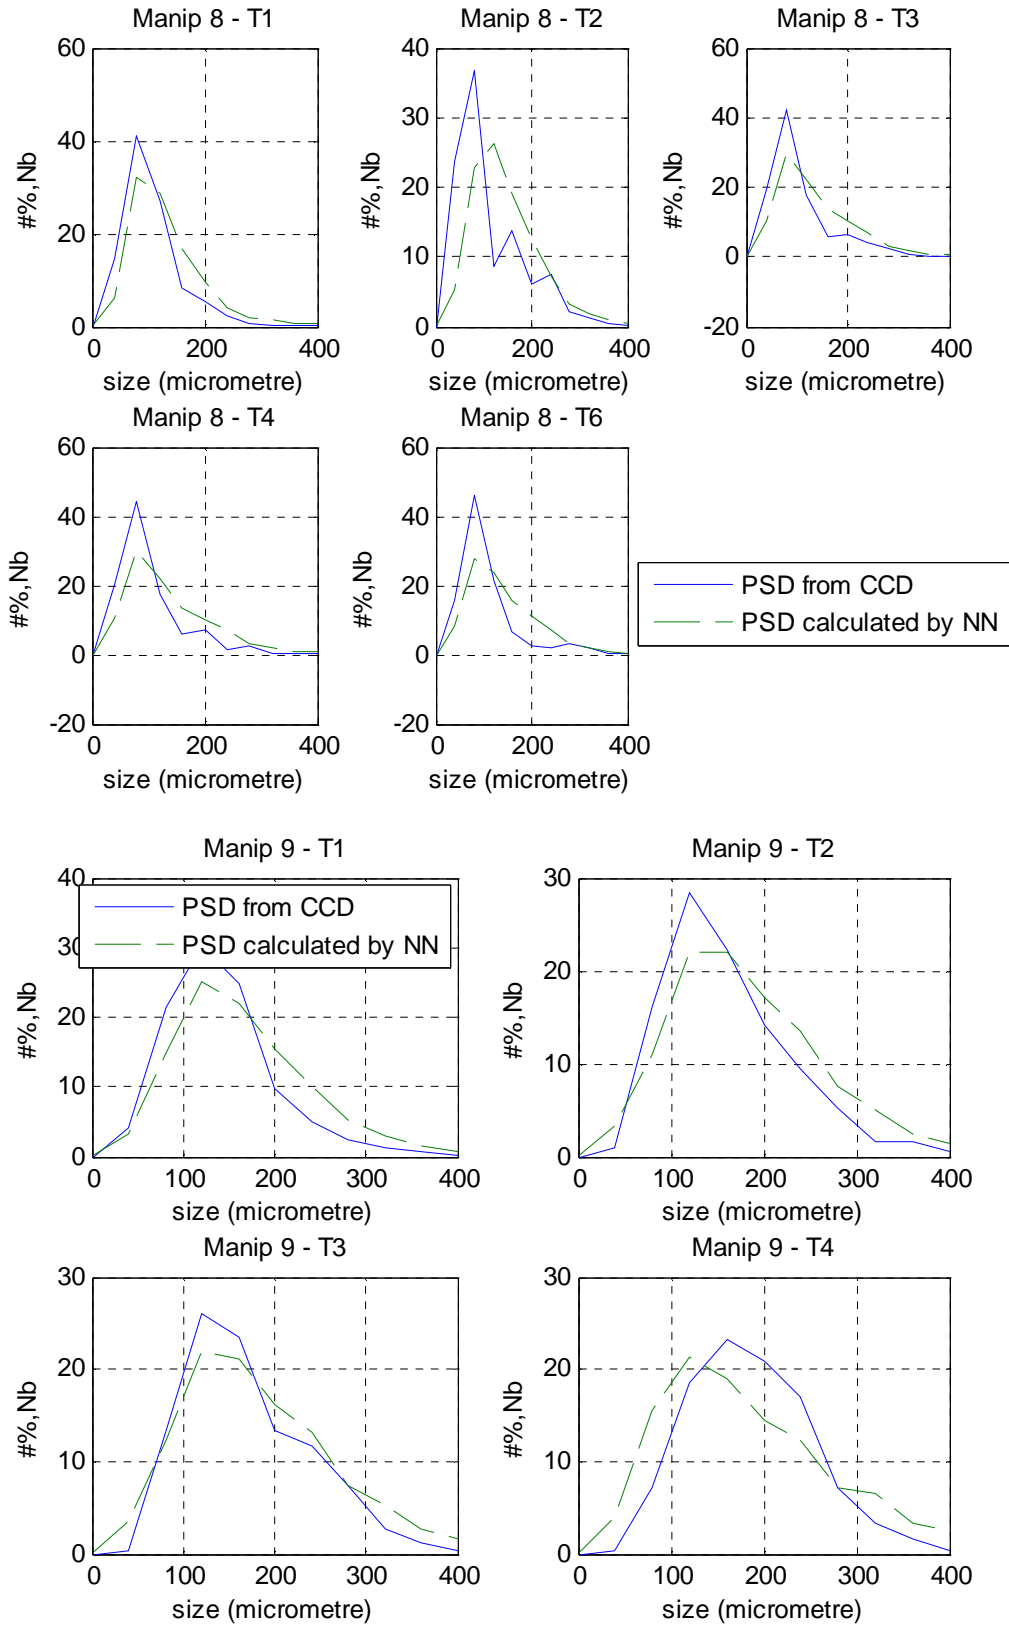 Manip 8 - T1
60
40
20
0
#%,Nb
0 200 400
size (micrometre)
Manip 8 - T2
40
30
20
10
0
#%,Nb
0 200 400
size (micrometre)
Manip 8 - T3
60
40
20
0
-20
#%,Nb
0 200 400
size (micrometre)
Manip 8 - T4
60
40
20
0
-20
#%,Nb
0 200 400
size (micrometre)
Manip 8 - T6
60
40
20
0
-20
#%,Nb
0 200 400
size (micrometre)
PSD from CCD
PSD calculated by NN
Manip 9 - T1
40
30
20
10
0
#%,Nb
PSD from CCD
PSD calculated by NN
0 100 200 300 400
size (micrometre)
Manip 9 - T2
30
20
10
0
#%,Nb
0 100 200 300 400
size (micrometre)
Manip 9 - T3
30
20
10
0
#%,Nb
0 100 200 300 400
size (micrometre)
Manip 9 - T4
30
20
10
0
#%,Nb
0 100 200 300 400
size (micrometre)